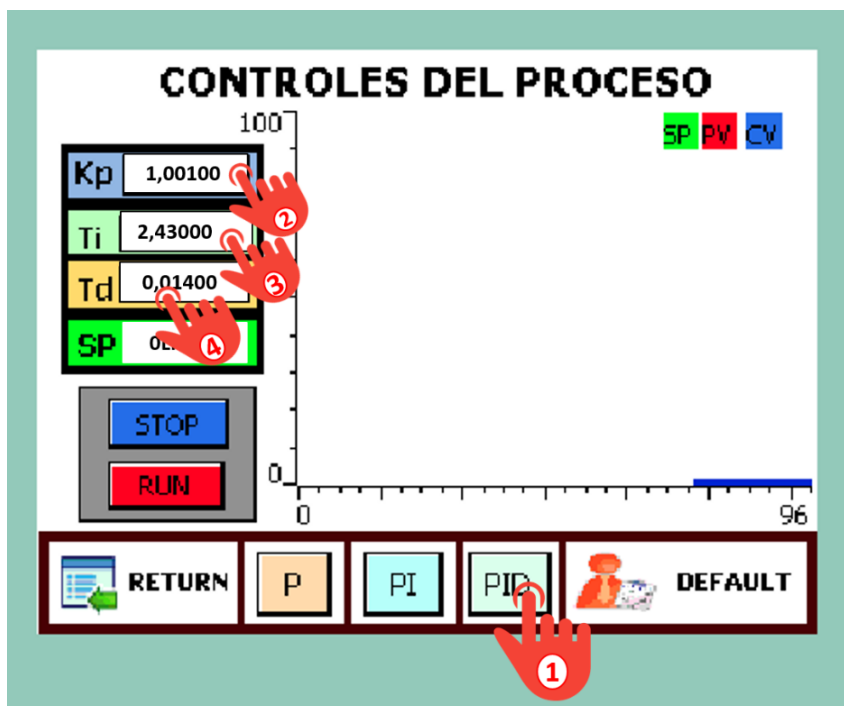 CONTROLES DEL PROCESO
100
SP PV CV
Kp 1,00100
2
Ti 2,43000
3
Td 0,01400
4
SP
STOP
RUN
0
0 96
RETURN P PI PID DEFAULT
1